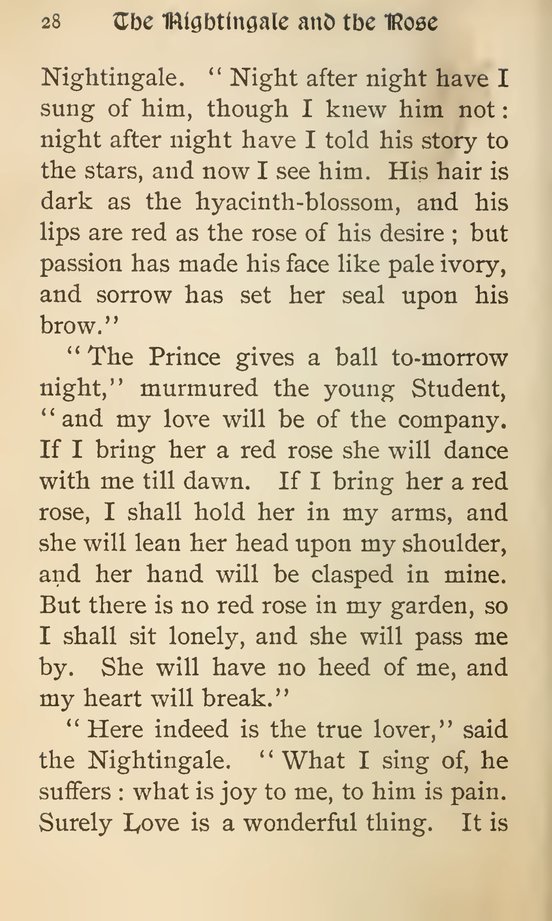 28 The Nightingale and the Rose
Nightingale. “ Night after night have I
sung of him, though I knew him not :
night after night have I told his story to
the stars, and now I see him. His hair is
dark as the hyacinth-blossom, and his
lips are red as the rose of his desire ; but
passion has made his face like pale ivory,
and sorrow has set her seal upon his
brow.”
“ The Prince gives a ball to-morrow
night,” murmured the young Student,
“ and my love will be of the company.
If I bring her a red rose she will dance
with me till dawn. If I bring her a red
rose, I shall hold her in my arms, and
she will lean her head upon my shoulder,
and her hand will be clasped in mine.
But there is no red rose in my garden, so
I shall sit lonely, and she will pass me
by. She will have no heed of me, and
my heart will break.”
“ Here indeed is the true lover,” said
the Nightingale. “ What I sing of, he
suffers : what is joy to me, to him is pain.
Surely Love is a wonderful thing. It is